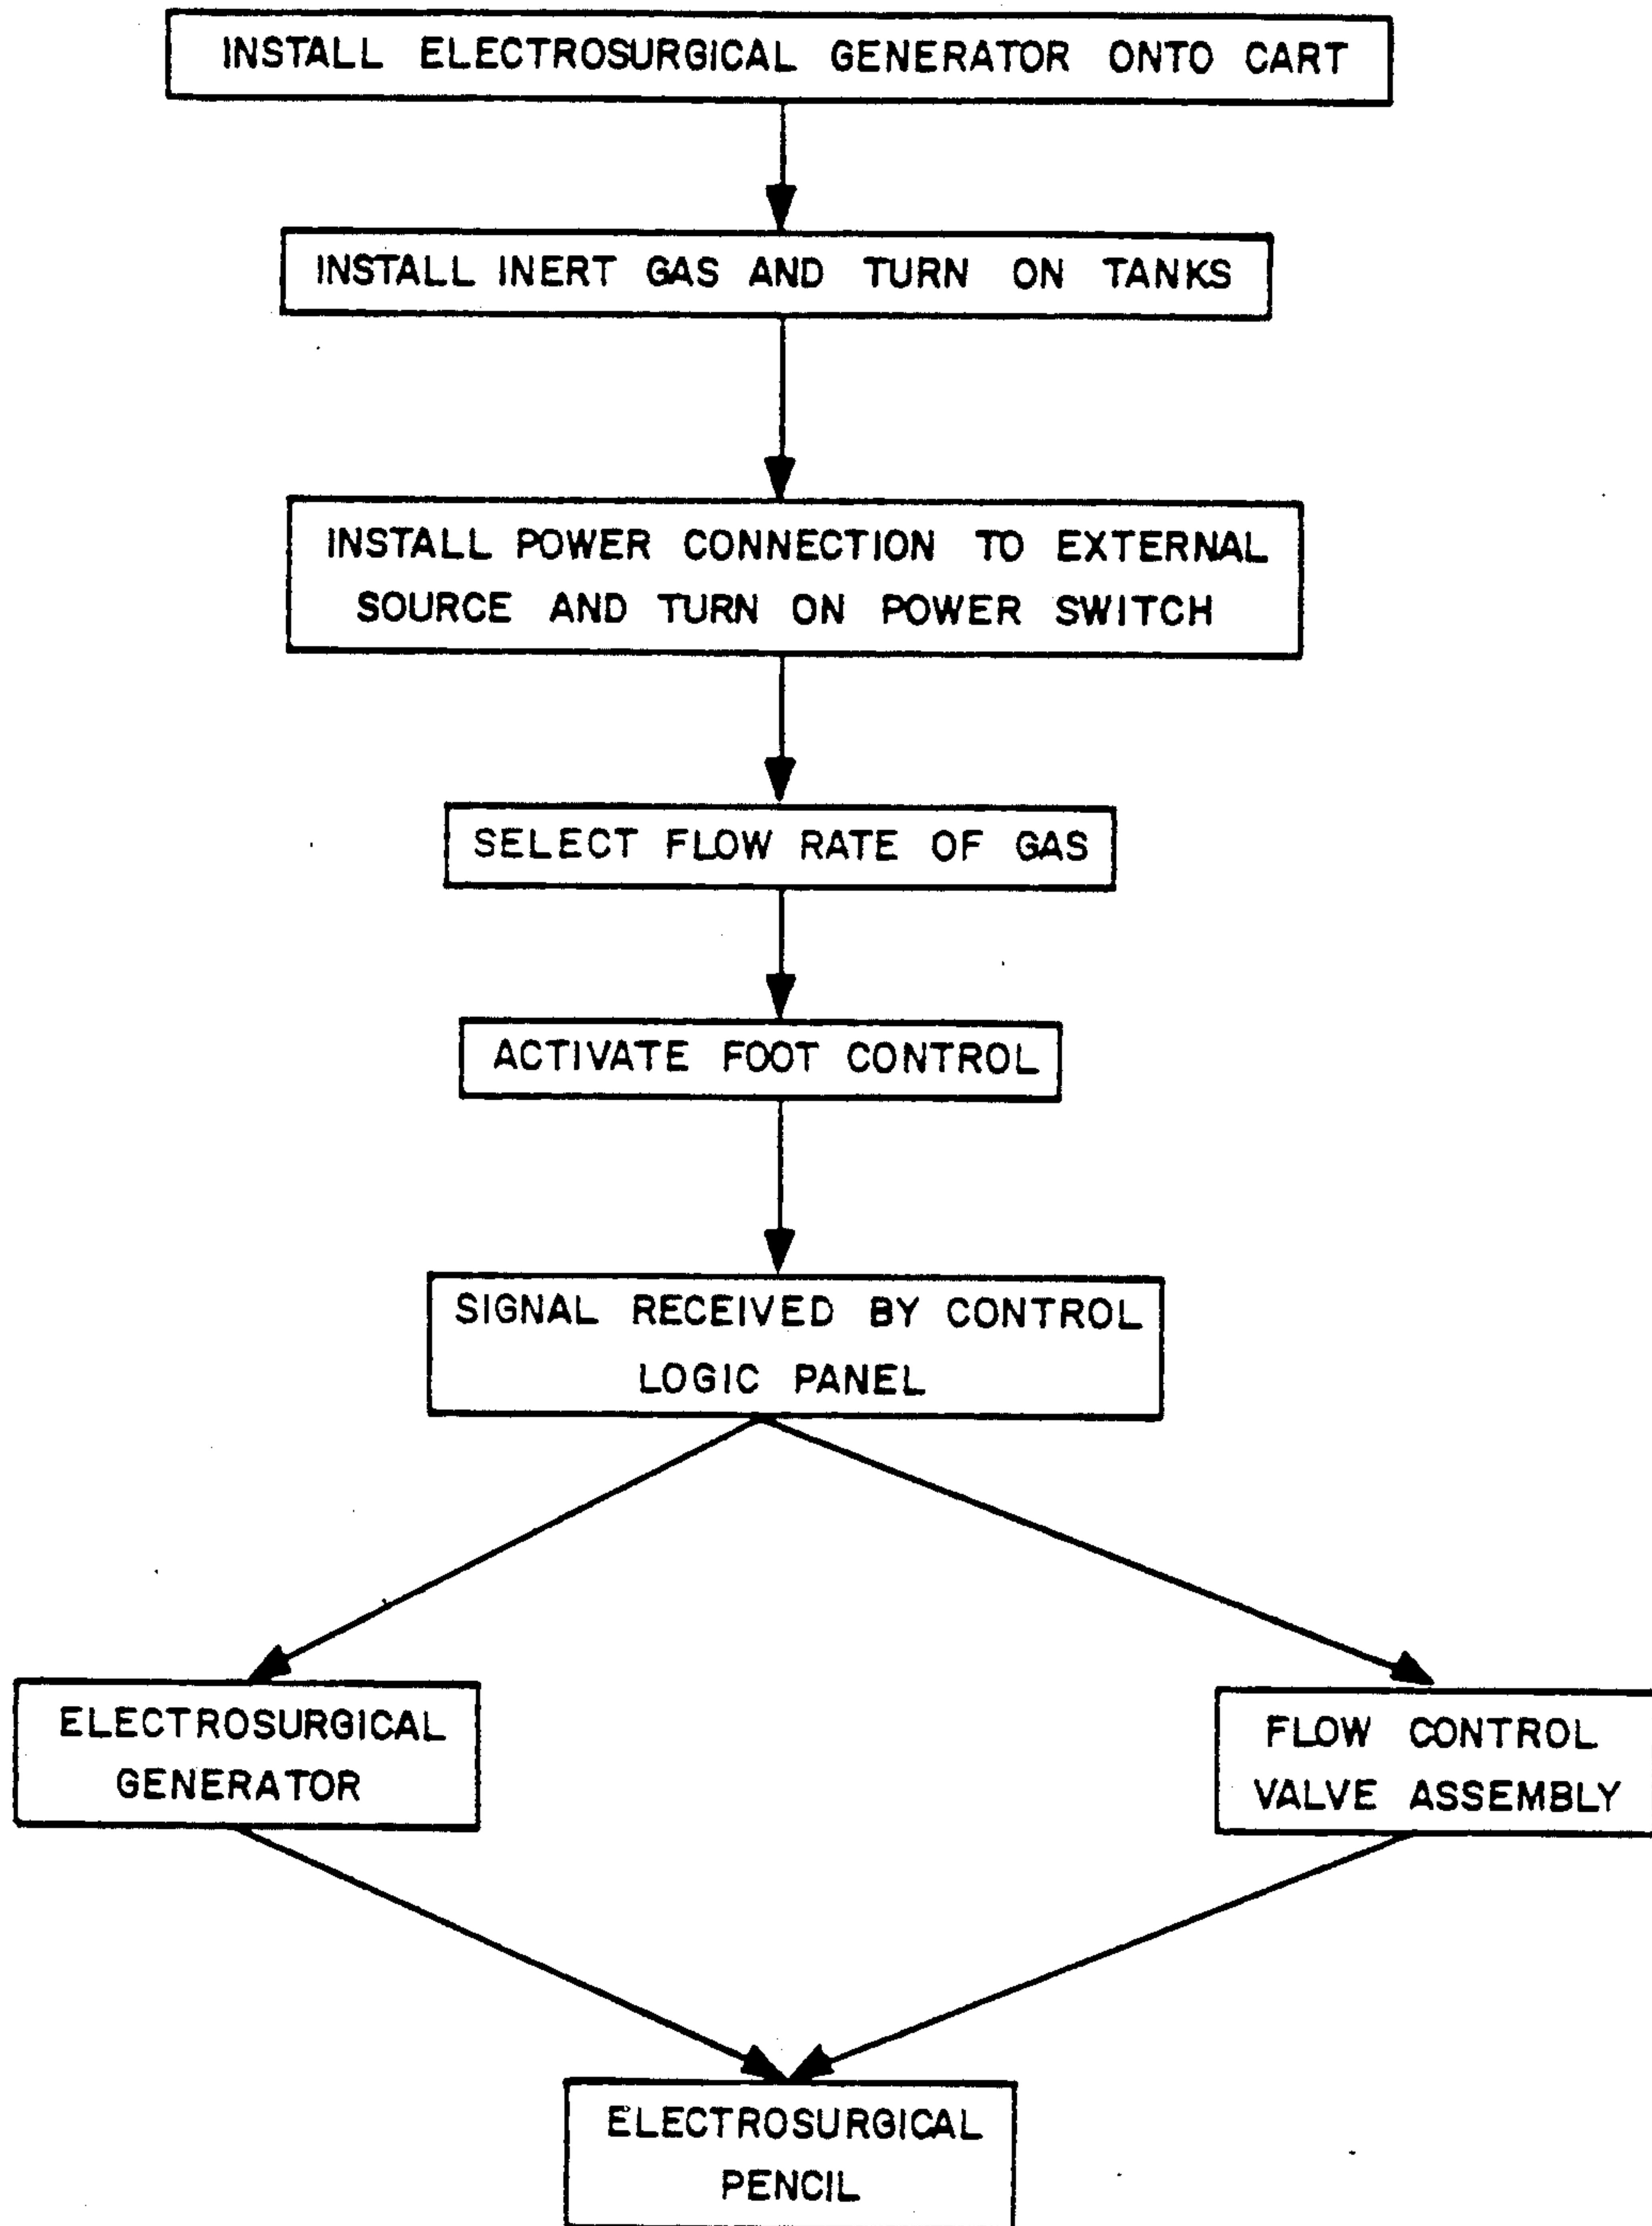 INSTALL ELECTROSURGICAL GENERATOR ONTO CART
INSTALL INERT GAS AND TURN ON TANKS
INSTALL POWER CONNECTION TO EXTERNAL
SOURCE AND TURN ON POWER SWITCH
SELECT FLOW RATE OF GAS
ACTIVATE FOOT CONTROL
SIGNAL RECEIVED BY CONTROL
LOGIC PANEL
ELECTROSURGICAL
GENERATOR
FLOW CONTROL
VALVE ASSEMBLY
ELECTROSURGICAL
PENCIL